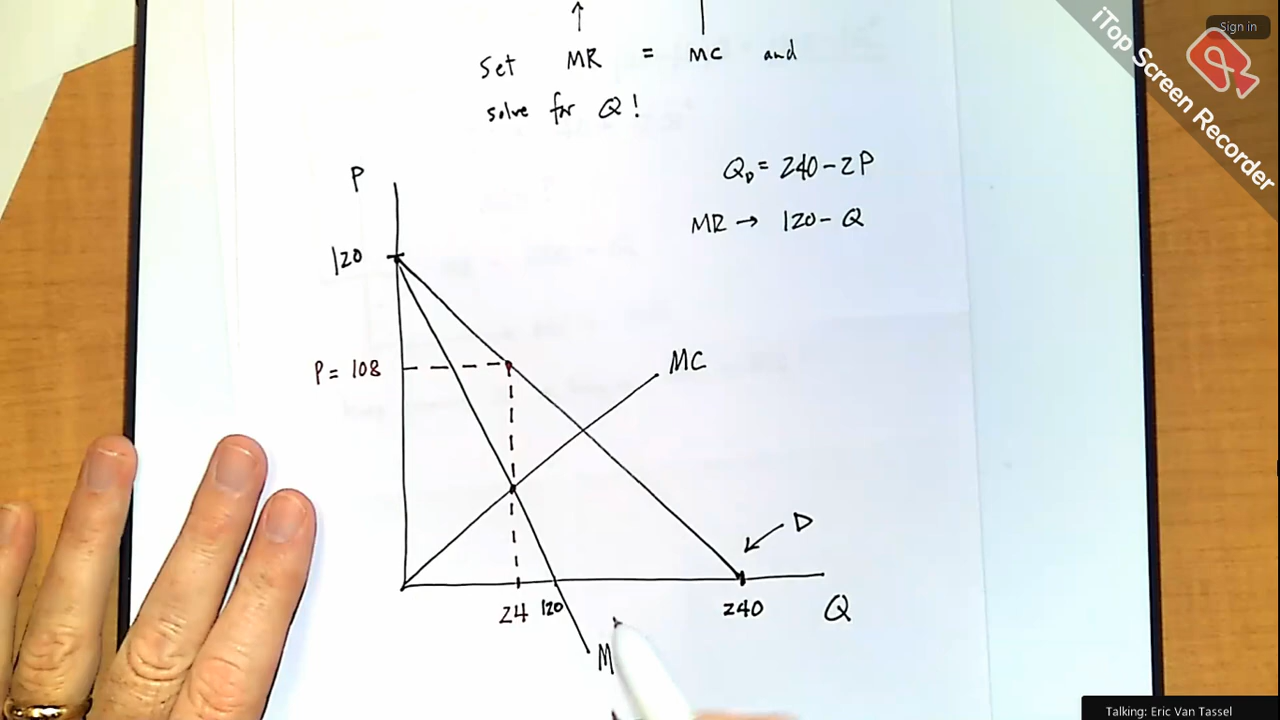 Sign in
iTop Screen Recorder
Set MR = MC and
solve for Q!
Q_D = 240 - 2P
MR → 120 - Q
P
120
P = 108
MC
D
24 120 240 Q
M
Talking: Eric Van Tassel